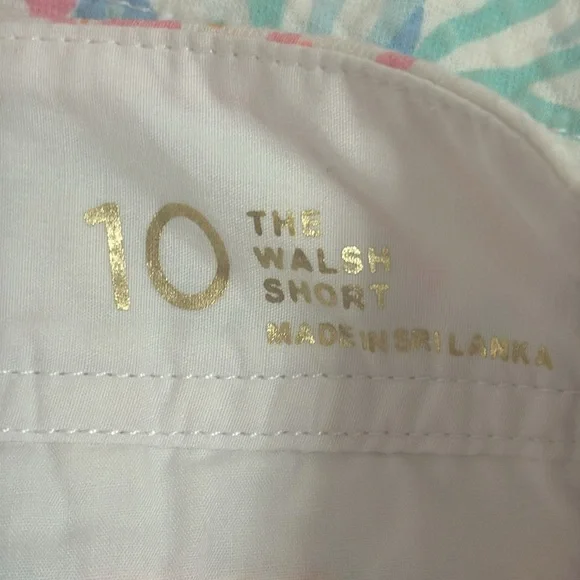 10
THE
WALSH
SHORT
MADE IN SRI LANKA